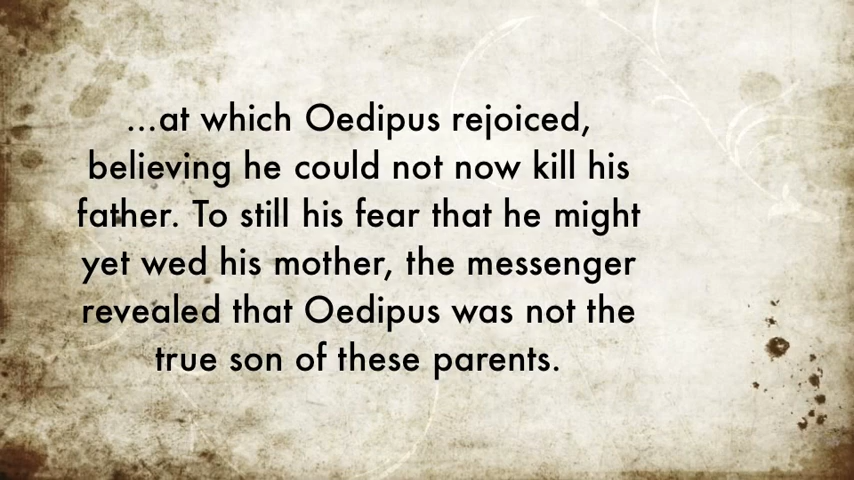 ...at which Oedipus rejoiced,
believing he could not now kill his
father. To still his fear that he might
yet wed his mother, the messenger
revealed that Oedipus was not the
true son of these parents.